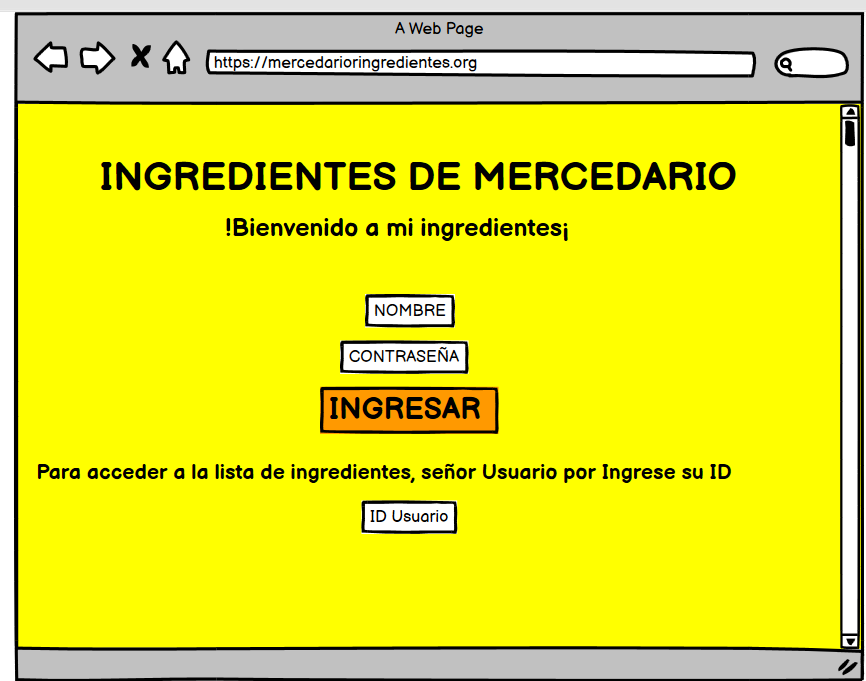 A Web Page
https://mercedarioringredientes.org
INGREDIENTES DE MERCEDARIO
!Bienvenido a mi ingredientes¡
NOMBRE
CONTRASEÑA
INGRESAR
Para acceder a la lista de ingredientes, señor Usuario por Ingrese su ID
ID Usuario